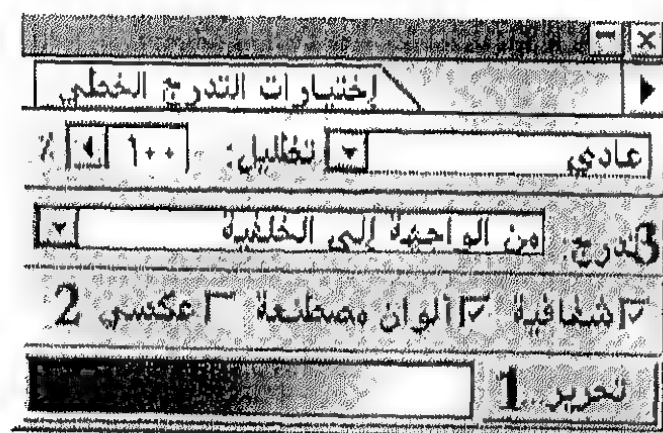 إختيارات التدرج الخطي
عادي تظليل: ١٠٠ ٪
3 تدرج: من الواجهة إلى الخلفية
شفافية ألوان مصطنعة عكسي 2
تحرير... 1